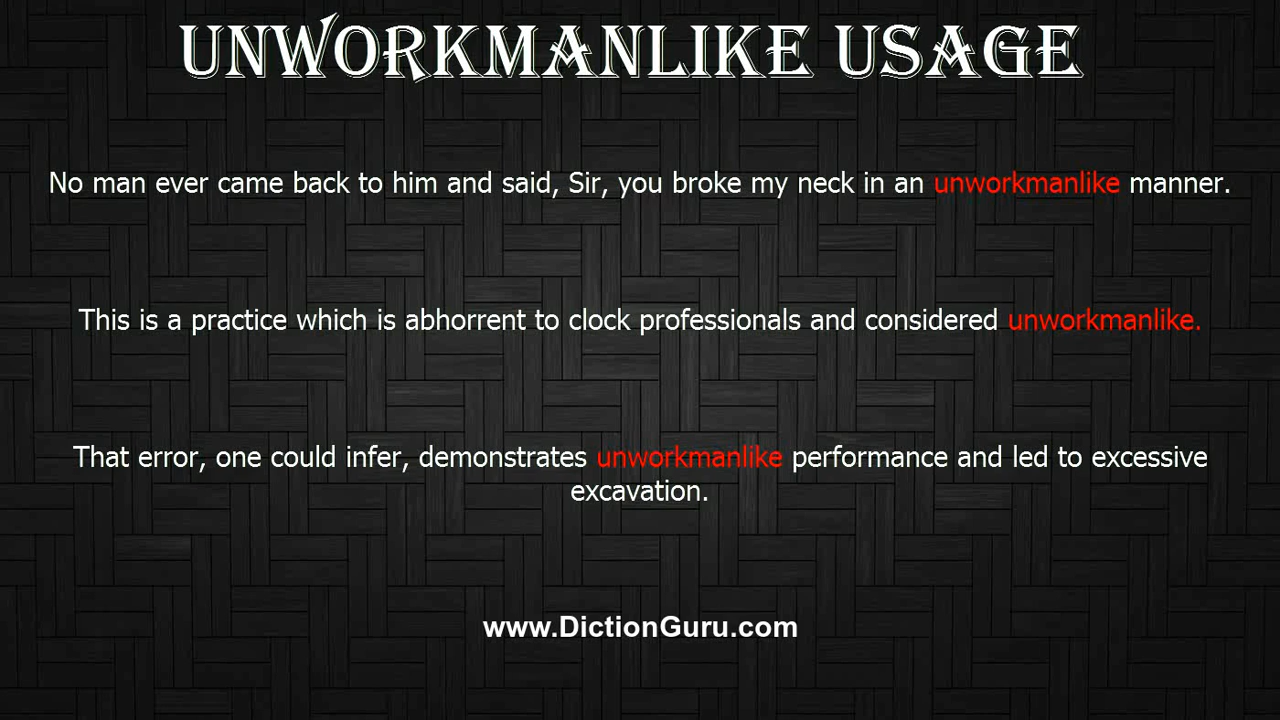 UNWORKMANLIKE USAGE
No man ever came back to him and said, Sir, you broke my neck in an unworkmanlike manner.
This is a practice which is abhorrent to clock professionals and considered unworkmanlike.
That error, one could infer, demonstrates unworkmanlike performance and led to excessive
excavation.
www.DictionGuru.com